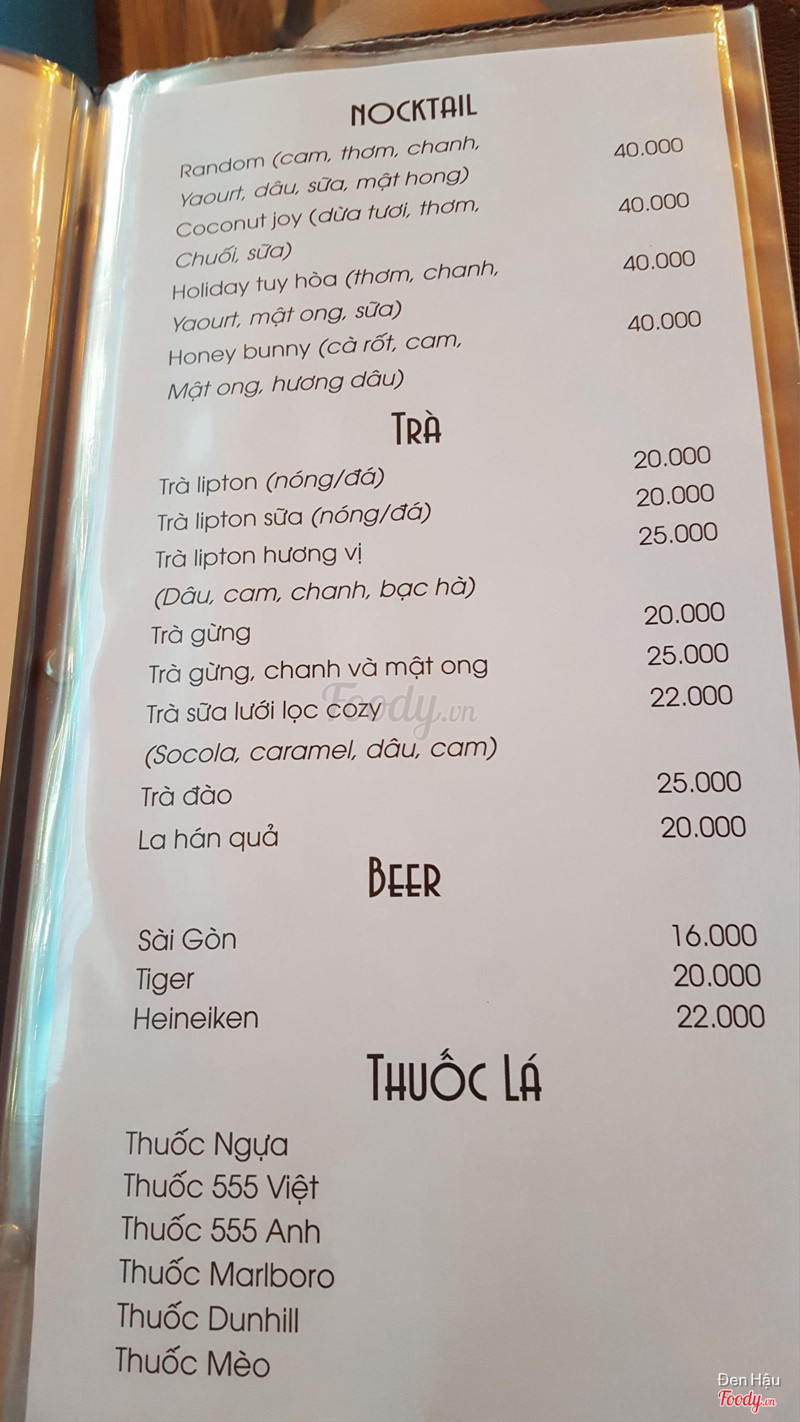 NOCKTAIL
Random (cam, thơm, chanh, 40.000
Yaourt, dâu, sữa, mật hong)
Coconut joy (dừa tươi, thơm, 40.000
Chuối, sữa)
Holiday tuy hòa (thơm, chanh, 40.000
Yaourt, mật ong, sữa)
Honey bunny (cà rốt, cam, 40.000
Mật ong, hương dâu)
TRÀ
Trà lipton (nóng/đá) 20.000
Trà lipton sữa (nóng/đá) 20.000
Trà lipton hương vị 25.000
(Dâu, cam, chanh, bạc hà)
Trà gừng 20.000
Trà gừng, chanh và mật ong 25.000
Trà sữa lưới lọc cozy 22.000
Foody.vn
(Socola, caramel, dâu, cam)
Trà đào 25.000
La hán quả 20.000
BEER
Sài Gòn 16.000
Tiger 20.000
Heineiken 22.000
THUỐC LÁ
Thuốc Ngựa
Thuốc 555 Việt
Thuốc 555 Anh
Thuốc Marlboro
Thuốc Dunhill
Thuốc Mèo
Đen Hậu
Foody.vn